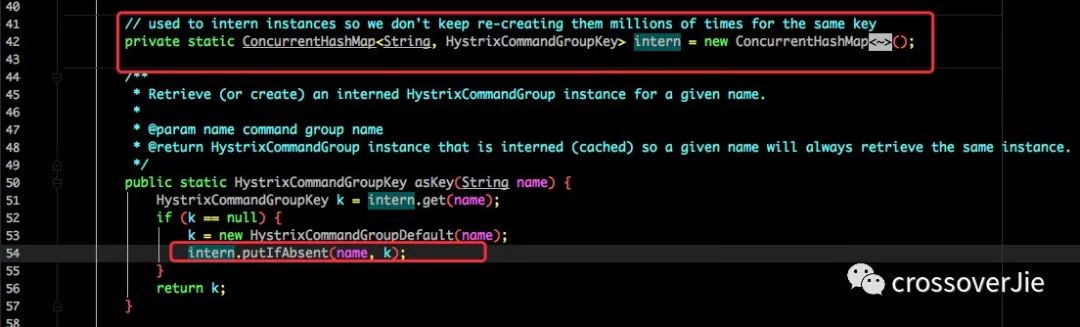 40
41 // used to intern instances so we don't keep re-creating them millions of times for the same key
42 private static ConcurrentHashMap<String, HystrixCommandGroupKey> intern = new ConcurrentHashMap<~>();
43
44 /**
45 * Retrieve (or create) an interned HystrixCommandGroup instance for a given name.
46 *
47 * @param name command group name
48 * @return HystrixCommandGroup instance that is interned (cached) so a given name will always retrieve the same instance.
49 */
50 public static HystrixCommandGroupKey asKey(String name) {
51 HystrixCommandGroupKey k = intern.get(name);
52 if (k == null) {
53 k = new HystrixCommandGroupDefault(name);
54 intern.putIfAbsent(name, k);
55 }
56 return k;
57 }
58
crossoverJie